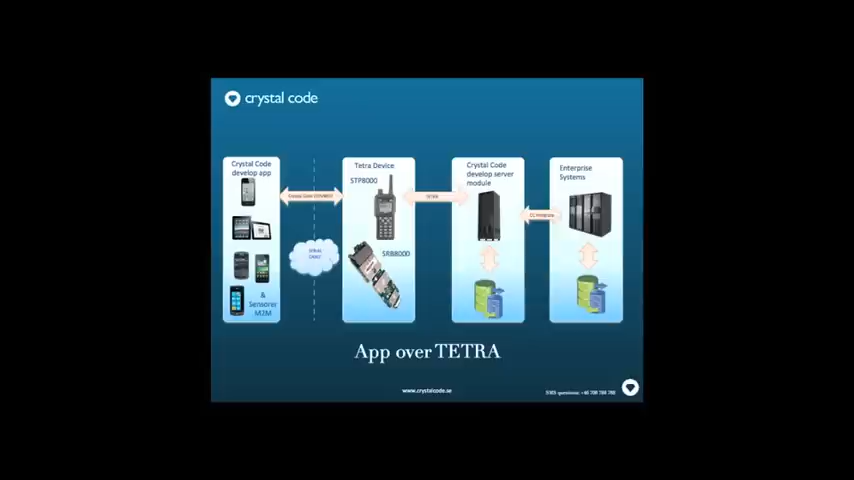 crystal code
Crystal Code
develop app
Tetra Device
Crystal Code
develop server
module
Enterprise
Systems
STP8000
TETRA
SRB8000
&
Sensorer
M2M
App over TETRA
www.crystalcode.se